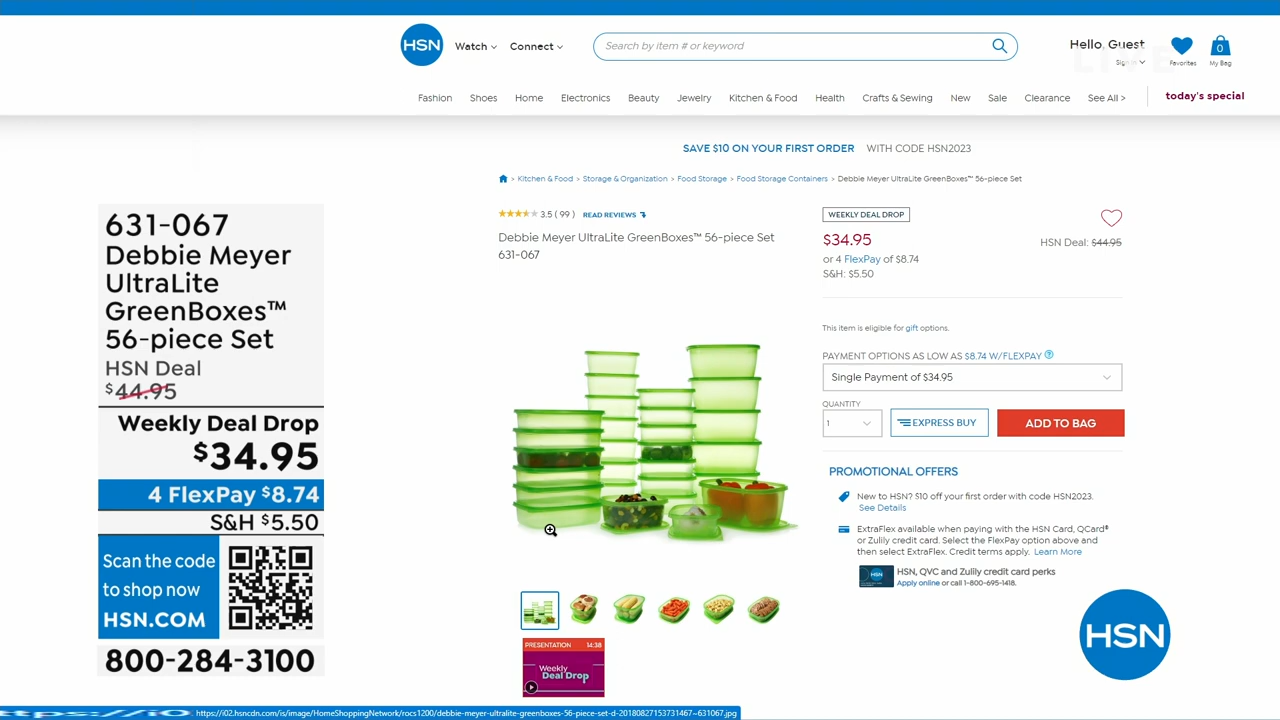 HSN
Watch
Connect
Search by item # or keyword
Hello, Guest
Sign In
LIVE
Favorites
0
My Bag
Fashion
Shoes
Home
Electronics
Beauty
Jewelry
Kitchen & Food
Health
Crafts & Sewing
New
Sale
Clearance
See All >
today's special
SAVE $10 ON YOUR FIRST ORDER WITH CODE HSN2023
> Kitchen & Food > Storage & Organization > Food Storage > Food Storage Containers > Debbie Meyer UltraLite GreenBoxes™ 56-piece Set
631-067
Debbie Meyer
UltraLite
GreenBoxes™
56-piece Set
HSN Deal
$44.95
Weekly Deal Drop
$34.95
4 FlexPay $8.74
S&H $5.50
Scan the code
to shop now
HSN.COM
800-284-3100
3.5 ( 99 ) READ REVIEWS
Debbie Meyer UltraLite GreenBoxes™ 56-piece Set
631-067
PRESENTATION 14:38
Weekly
Deal Drop
WEEKLY DEAL DROP
$34.95
HSN Deal: $44.95
or 4 FlexPay of $8.74
S&H: $5.50
This item is eligible for gift options.
PAYMENT OPTIONS AS LOW AS $8.74 W/FLEXPAY ?
Single Payment of $34.95
QUANTITY
1
EXPRESS BUY
ADD TO BAG
PROMOTIONAL OFFERS
New to HSN? $10 off your first order with code HSN2023.
See Details
ExtraFlex available when paying with the HSN Card, QCard®
or Zulily credit card. Select the FlexPay option above and
then select ExtraFlex. Credit terms apply. Learn More
HSN
HSN, QVC and Zulily credit card perks
Apply online or call 1-800-695-1418.
HSN
https://i02.hsncdn.com/is/image/HomeShoppingNetwork/rocs1200/debbie-meyer-ultralite-greenboxes-56-piece-set-d-20180827153731467~631067.jpg